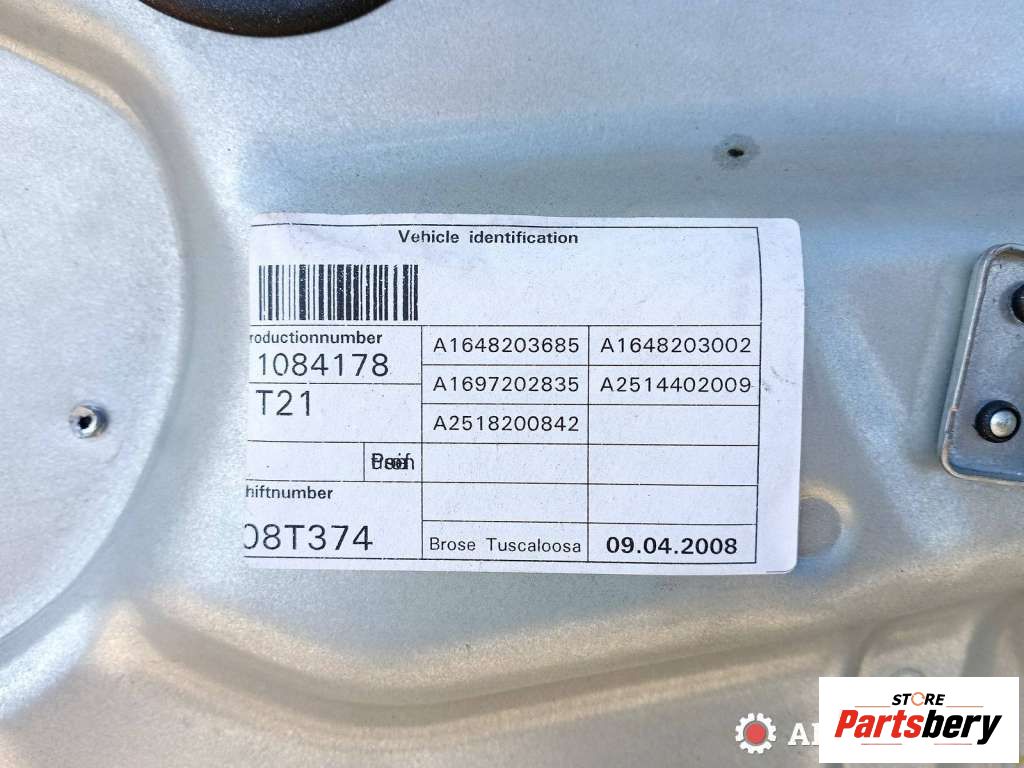 Vehicle identification
roductionnumber
1084178
T21
A1648203685 A1648203002
A1697202835 A2514402009
A2518200842
hiftnumber
08T374
Brose Tuscaloosa 09.04.2008
STORE
Partsbery